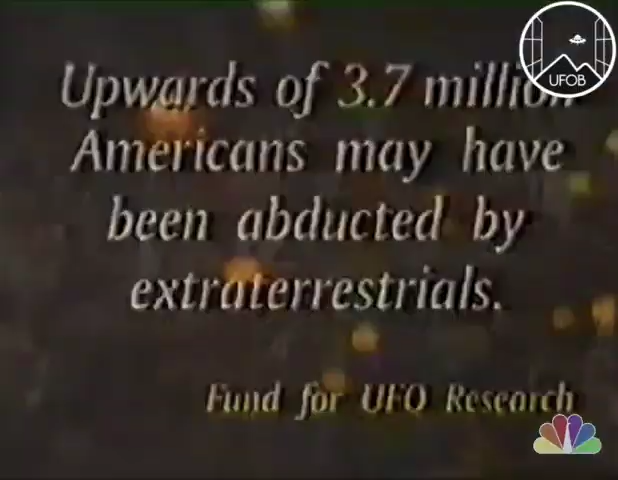 UFOB
Upwards of 3.7 million
Americans may have
been abducted by
extraterrestrials.
Fund for UFO Research